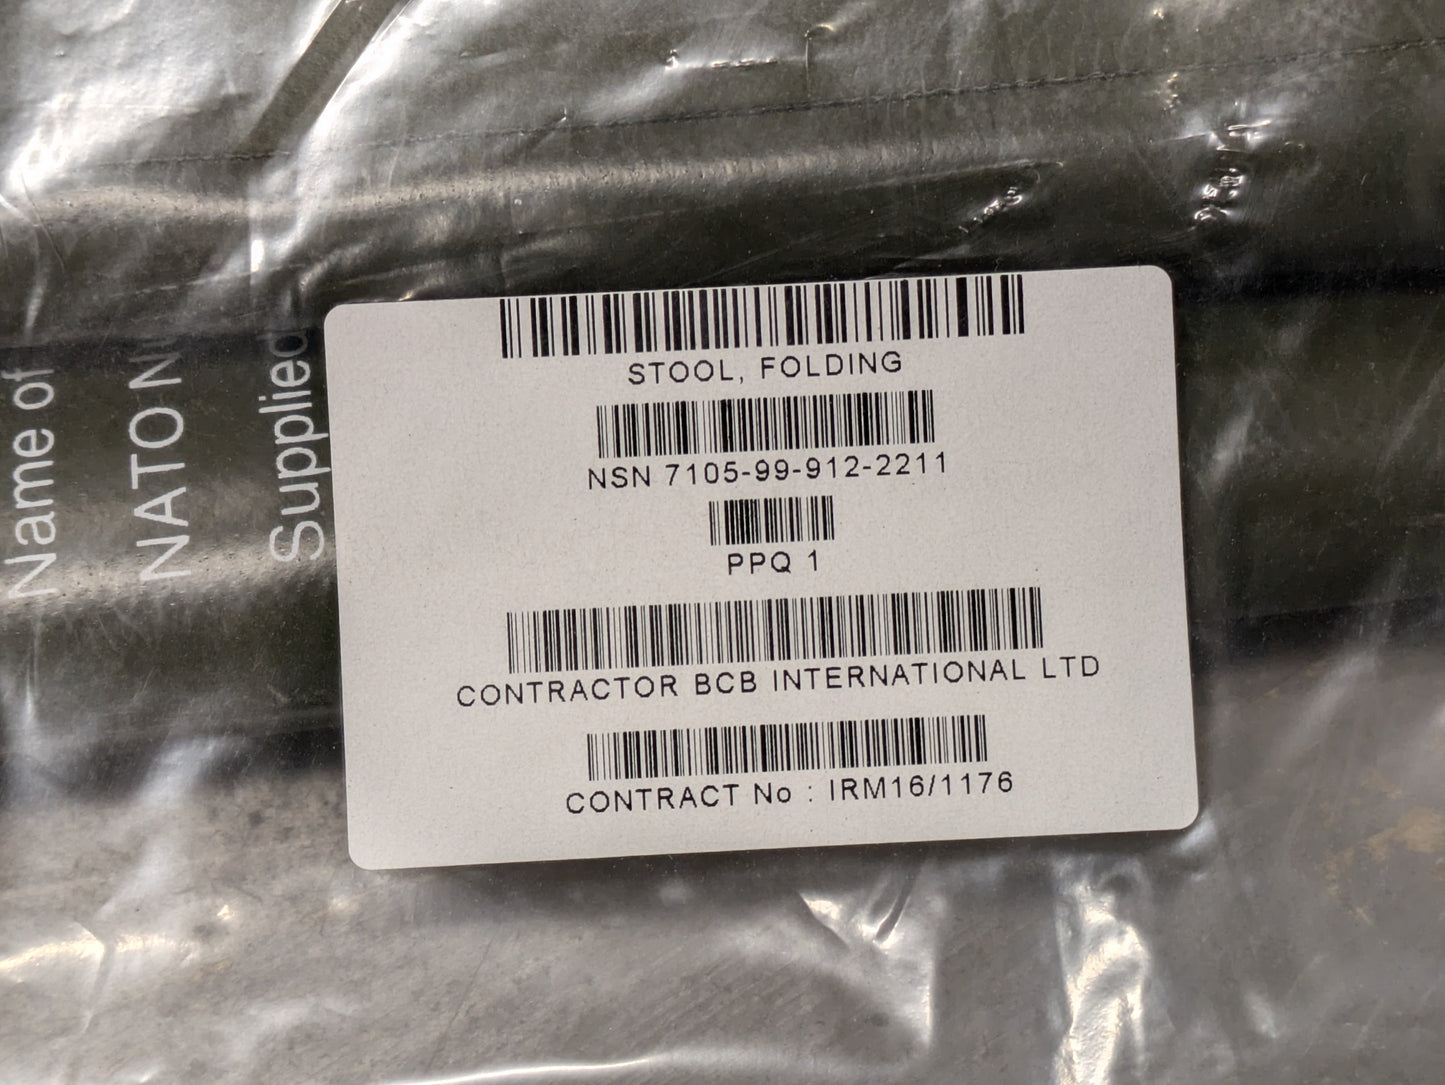 STOOL, FOLDING
NSN 7105-99-912-2211
PPQ 1
CONTRACTOR BCB INTERNATIONAL LTD
CONTRACT No : IRM16/1176
Name of
NATO
Supplied